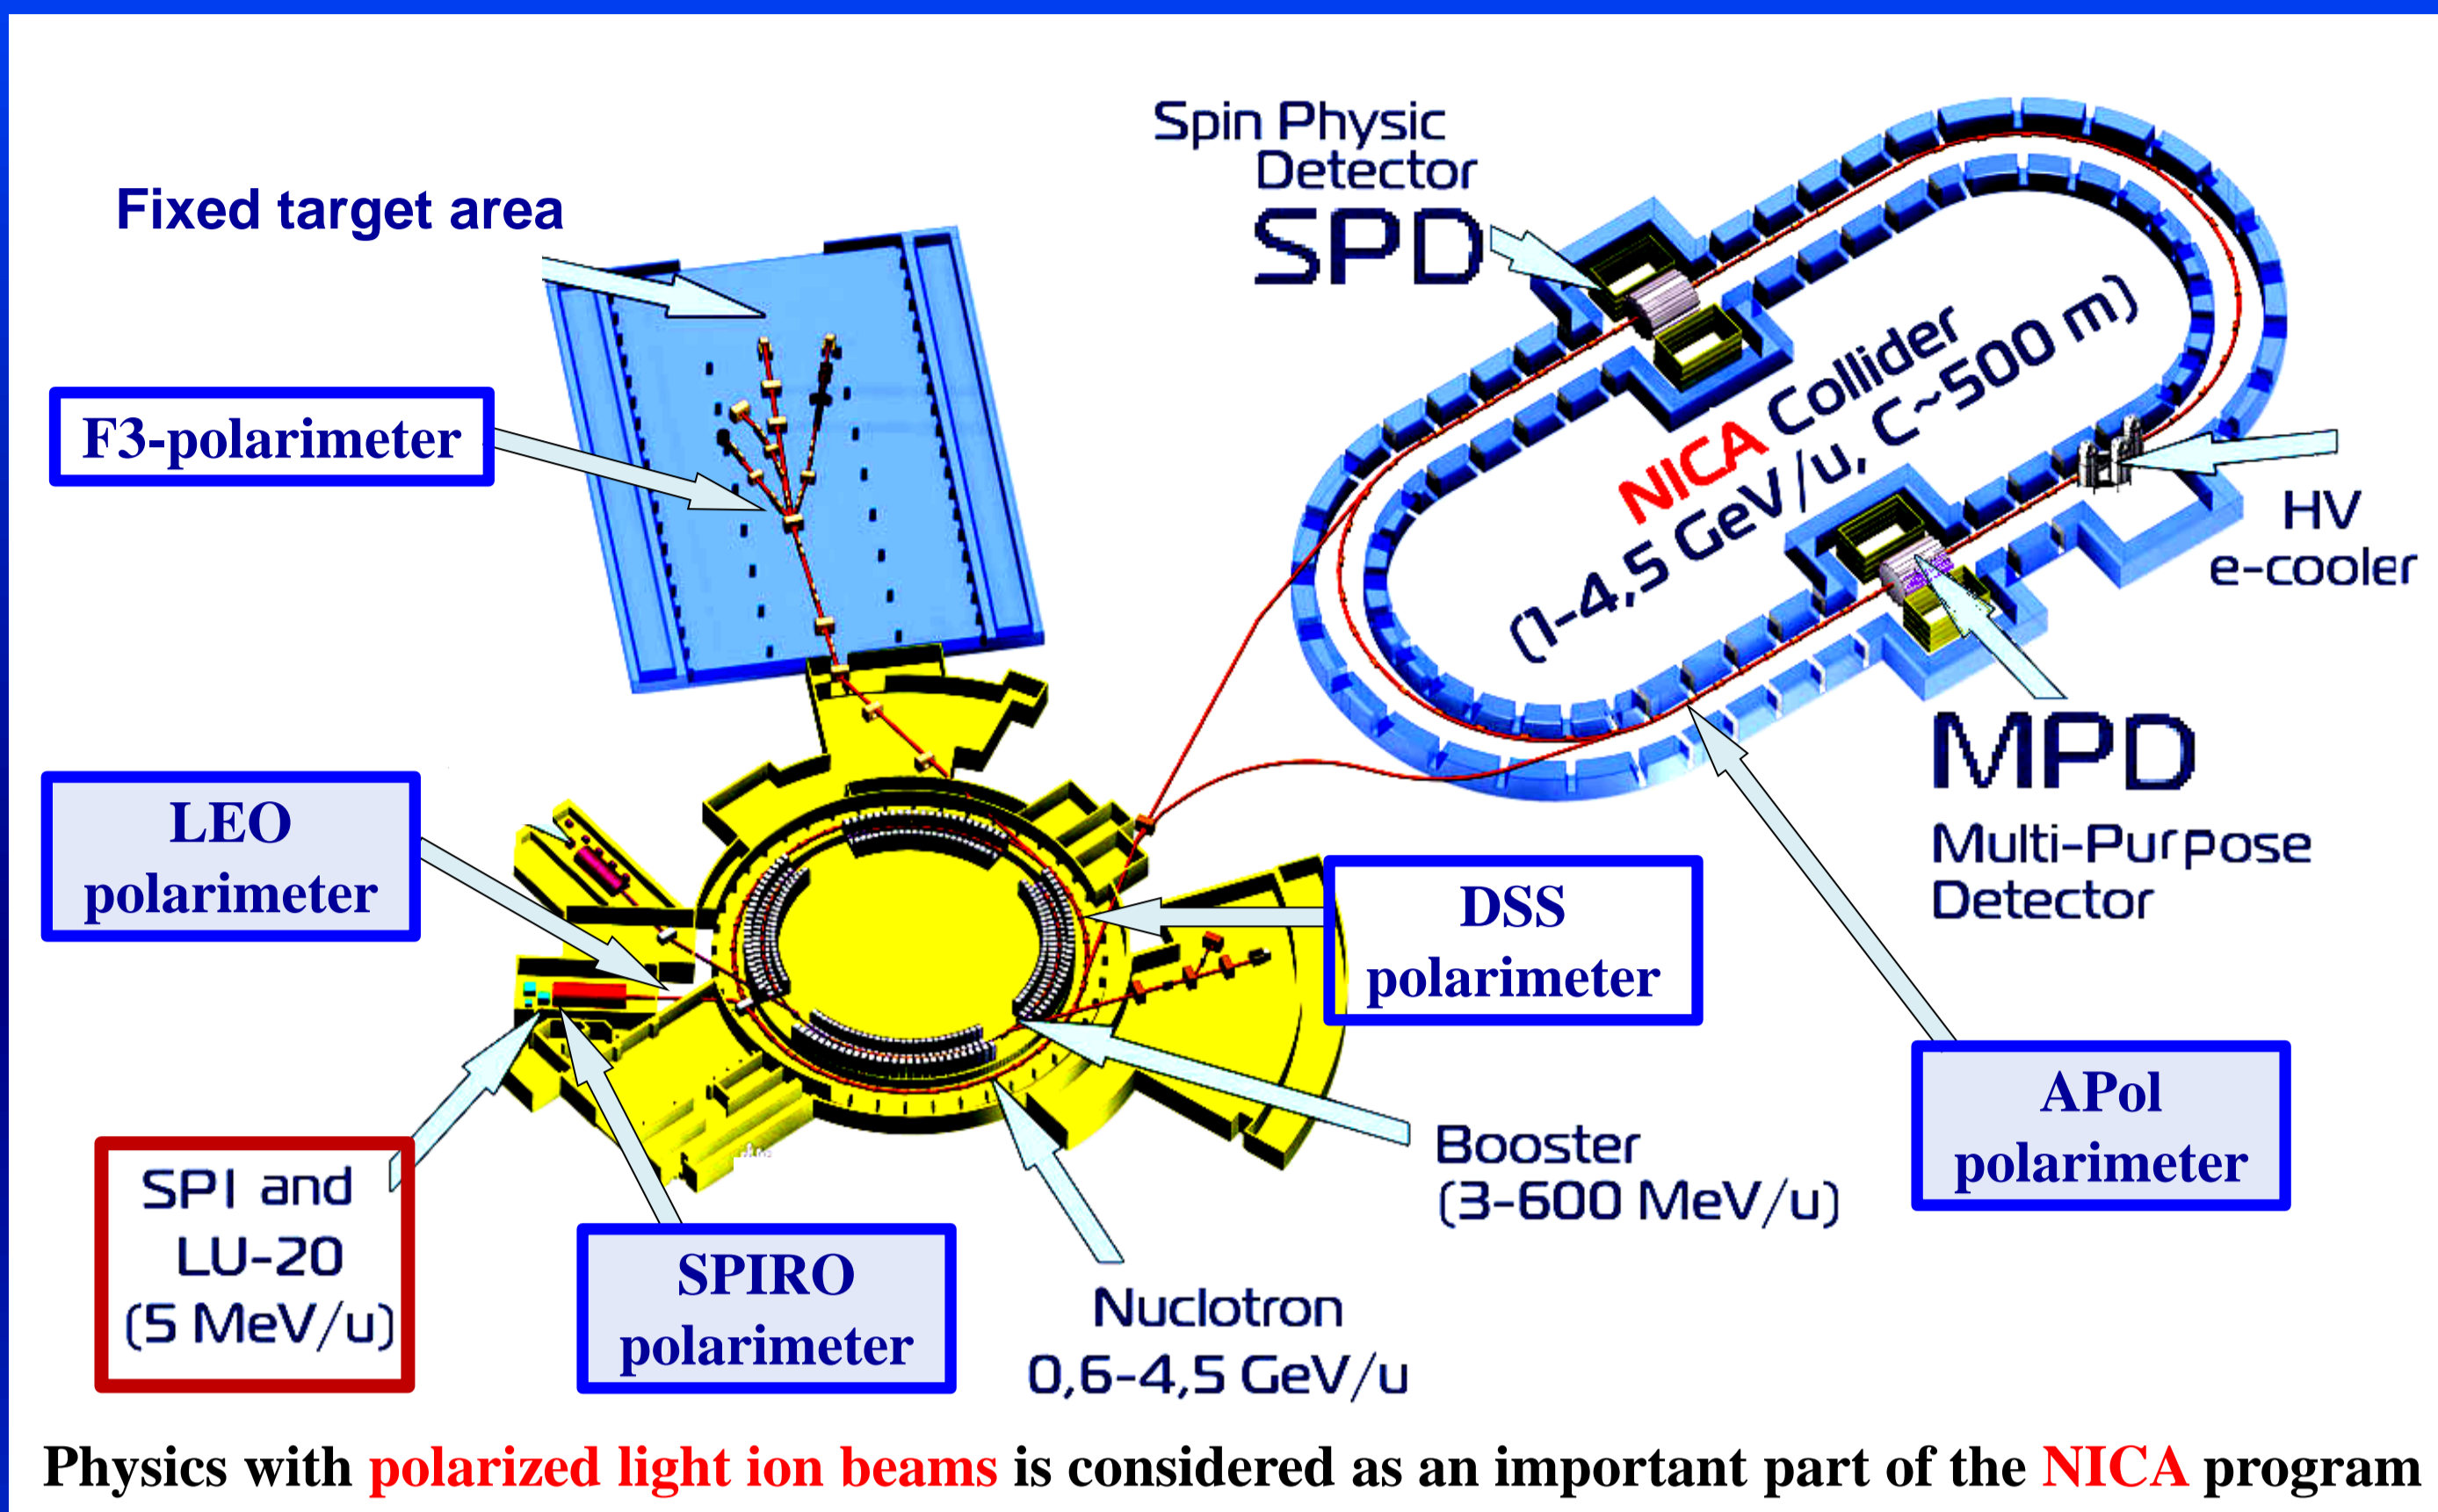 Spin Physic
Detector
SPD
Fixed target area
F3-polarimeter
NICA Collider
(1-4,5 GeV/u, C~500 m)
HV
e-cooler
MPD
Multi-Purpose
Detector
LEO
polarimeter
DSS
polarimeter
APol
polarimeter
Booster
(3-600 MeV/u)
SPI and
LU-20
(5 MeV/u)
SPIRO
polarimeter
Nuclotron
0,6-4,5 GeV/u
Physics with polarized light ion beams is considered as an important part of the NICA program